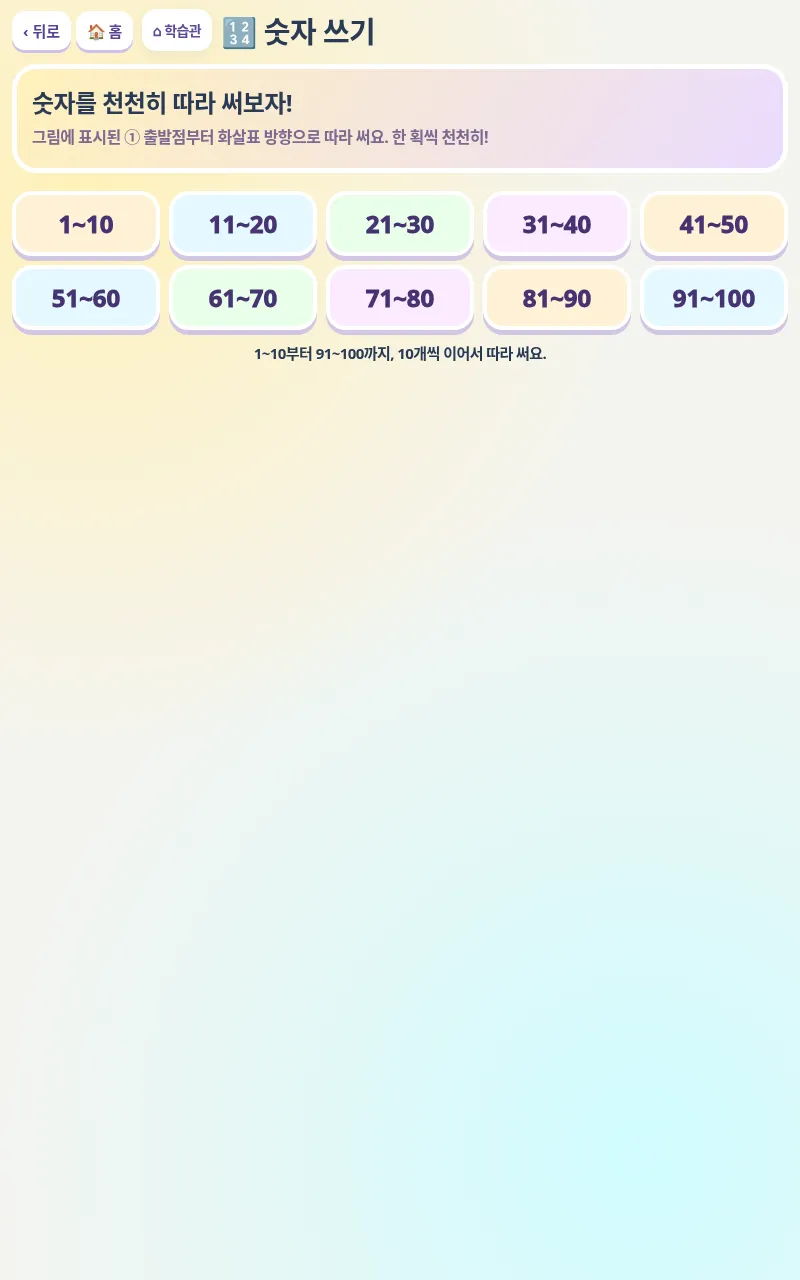 ‹ 뒤로 🏠 홈 ⌂ 학습관 🔢 숫자 쓰기
숫자를 천천히 따라 써보자!
그림에 표시된 ① 출발점부터 화살표 방향으로 따라 써요. 한 획씩 천천히!
1~10 11~20 21~30 31~40 41~50
51~60 61~70 71~80 81~90 91~100
1~10부터 91~100까지, 10개씩 이어서 따라 써요.